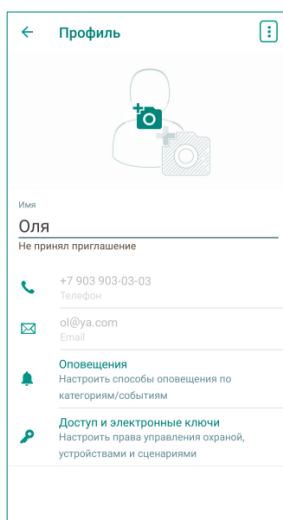 Профиль
Имя
Оля
Не принял приглашение
+7 903 903-03-03
Телефон
ol@ya.com
Email
Оповещения
Настроить способы оповещения по
категориям/событиям
Доступ и электронные ключи
Настроить права управления охраной,
устройствами и сценариями